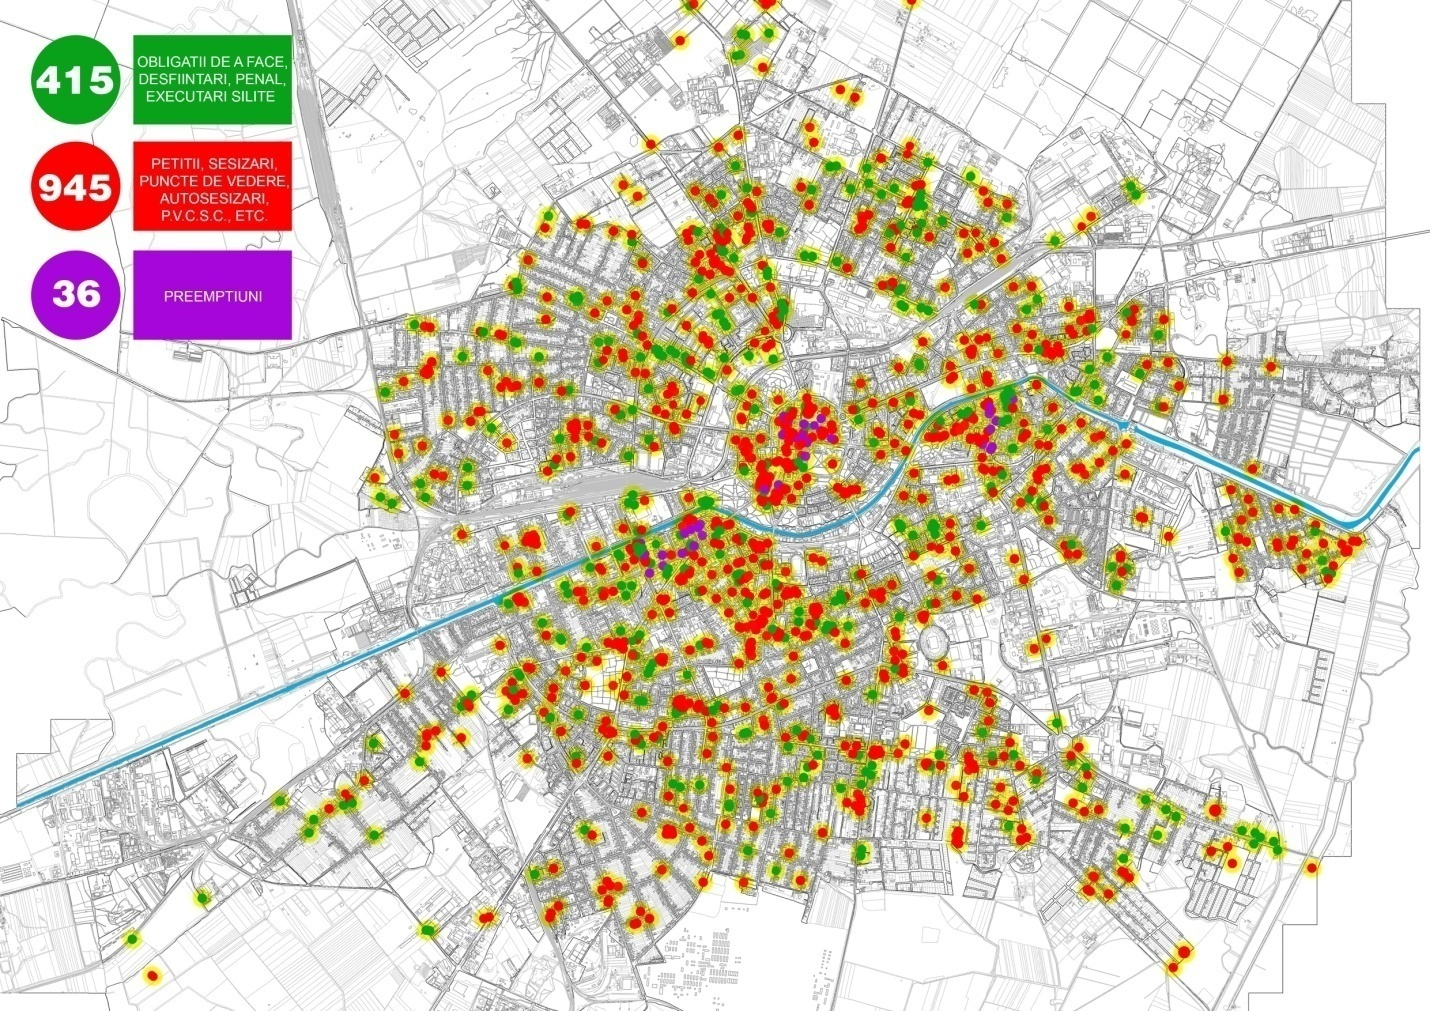 415
OBLIGATII DE A FACE,
DESFIINTARI, PENAL,
EXECUTARI SILITE
945
PETITII, SESIZARI,
PUNCTE DE VEDERE,
AUTOSESIZARI,
P.V.C.S.C., ETC.
36
PREEMPTIUNI